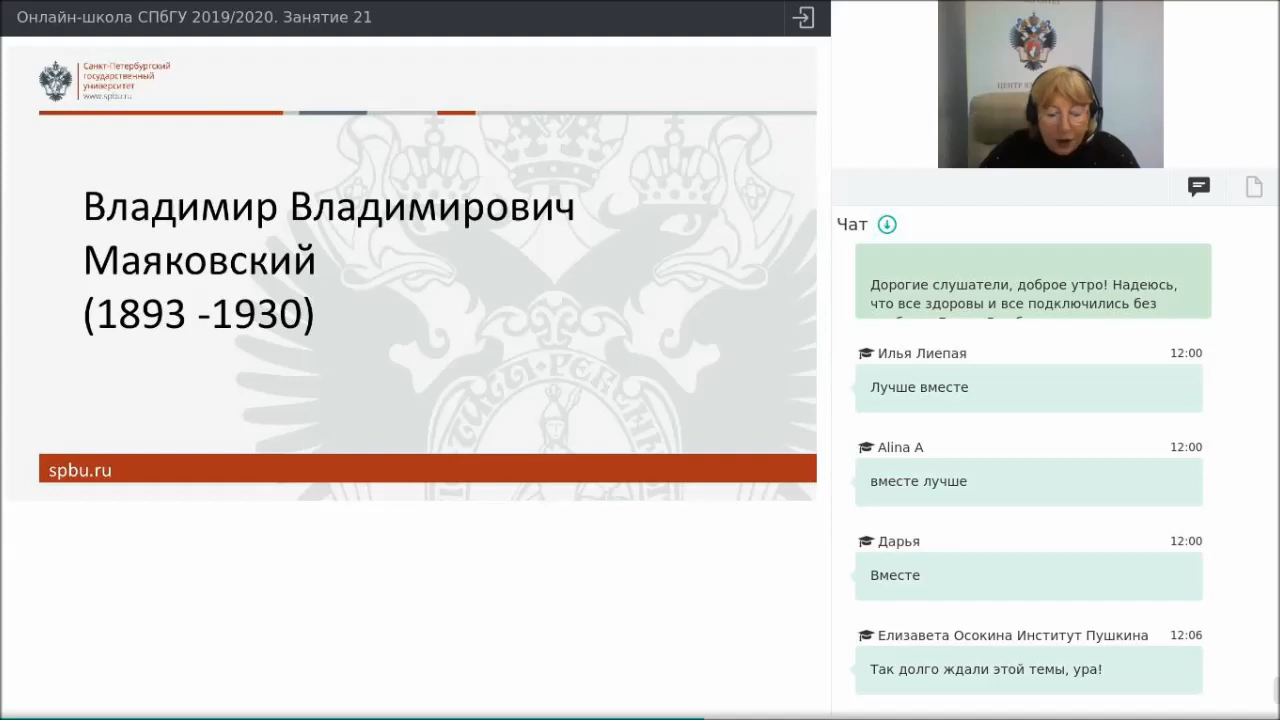 Онлайн-школа СПбГУ 2019/2020. Занятие 21
Санкт-Петербургский
государственный
университет
www.spbu.ru
Владимир Владимирович
Маяковский
(1893 -1930)
spbu.ru
Чат
Дорогие слушатели, доброе утро! Надеюсь,
что все здоровы и все подключились без
Илья Лиепая 12:00
Лучше вместе
Alina A 12:00
вместе лучше
Дарья 12:00
Вместе
Елизавета Осокина Институт Пушкина 12:06
Так долго ждали этой темы, ура!